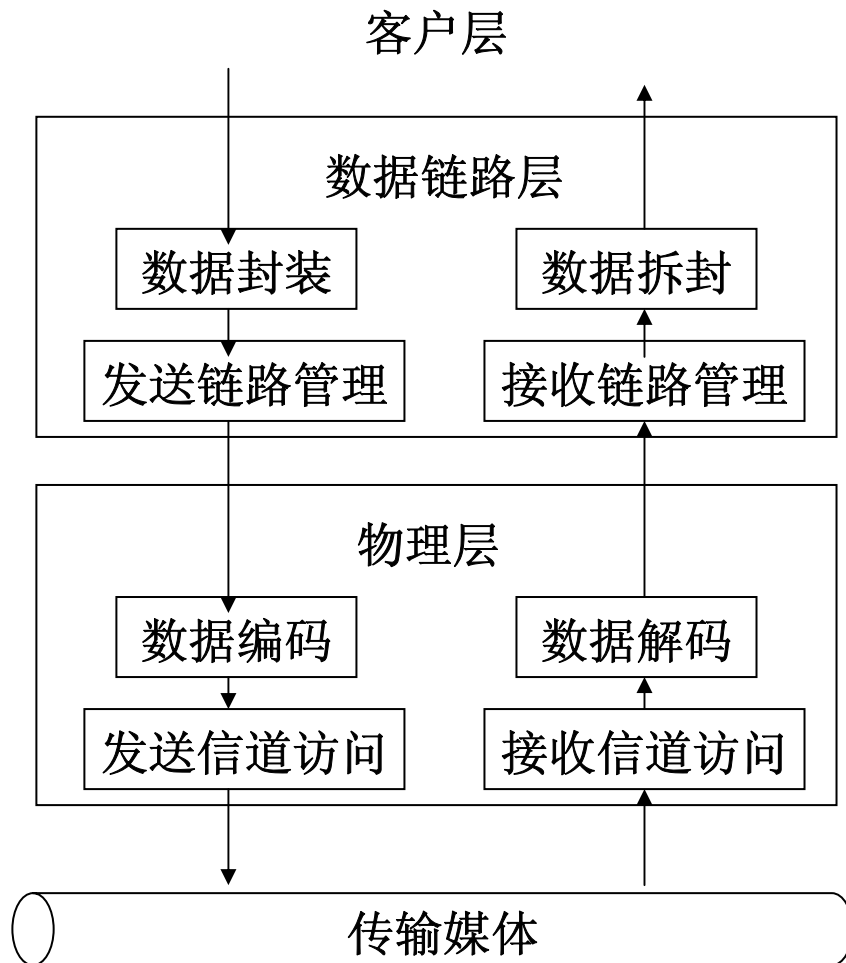 客户层
数据链路层
数据封装
数据拆封
发送链路管理
接收链路管理
物理层
数据编码
数据解码
发送信道访问
接收信道访问
传输媒体